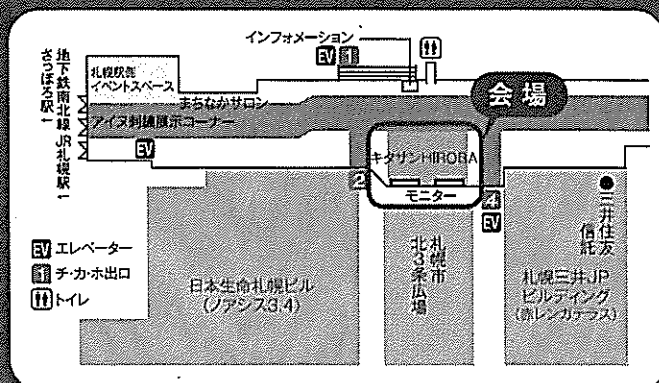 インフォメーション
EV 1
札幌駅側
イベントスペース
会場
まちなかサロン
アイヌ刺繍展示コーナー
地下鉄南北線
さっぽろ駅↑
JR札幌駅↑
EV
キタサンHIROBA
2
モニター
4
EV
三井住友
信託
EV エレベーター
1 チ・カ・ホ出口
トイレ
日本生命札幌ビル
(ノアシス3.4)
札幌市
北3条広場
札幌三井JP
ビルディング
(赤レンガテラス)